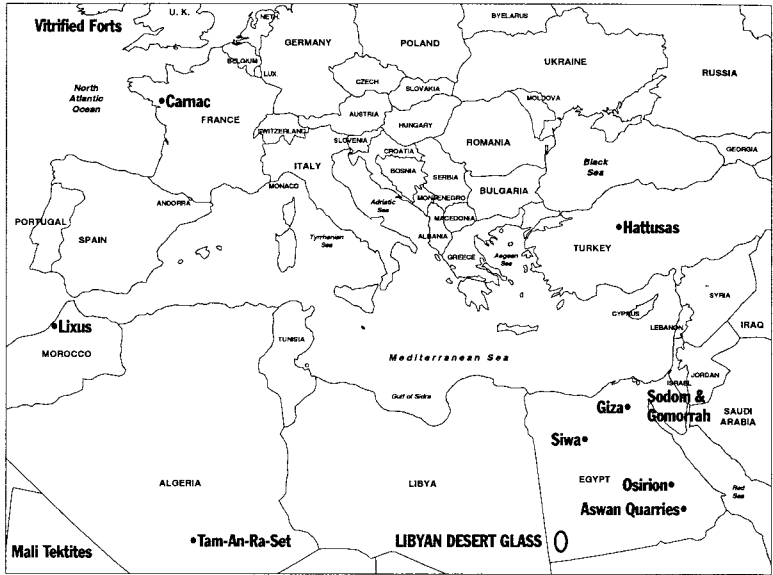 U. K.
Vitrified Forts
NETH.
BYELARUS
GERMANY
POLAND
BELGIUM
UKRAINE
LUX.
CZECH
RUSSIA
North
Atlantic
Ocean
SLOVAKIA
•Carnac
MOLDOVA
FRANCE
AUSTRIA
HUNGARY
SWITZERLAND
SLOVENIA
ROMANIA
CROATIA
GEORGIA
ITALY
BOSNIA
Black
Sea
SERBIA
MONACO
BULGARIA
ANDORRA
Adriatic
Sea
MONTENEGRO
PORTUGAL
MACEDONIA
•Hattusas
SPAIN
Tyrrhenian
Sea
ALBANIA
TURKEY
GREECE
Aegean
Sea
SYRIA
CYPRUS
•Lixus
LEBANON
IRAQ
TUNISIA
MOROCCO
Mediterranean Sea
JORDAN
ISRAEL
Gulf of Sidra
Sodom &
Gomorrah
Giza•
SAUDI
ARABIA
Siwa•
ALGERIA
LIBYA
EGYPT
Osirion•
Red
Sea
Aswan Quarries•
•Tam-An-Ra-Set
LIBYAN DESERT GLASS
Mali Tektites